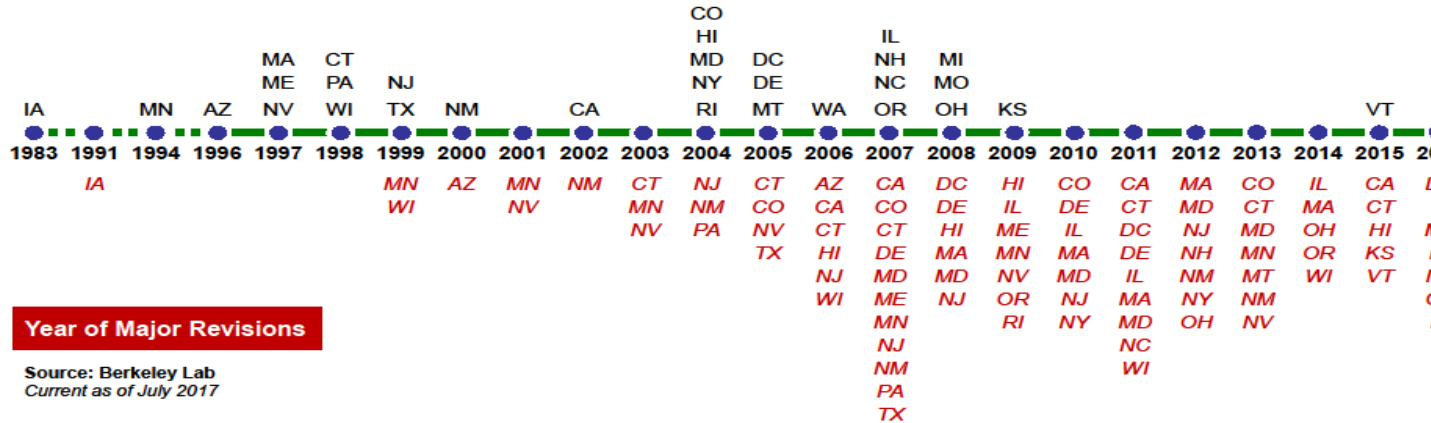 CO
HI IL
MA CT MD DC NH MI
ME PA NJ NY DE NC MO
IA MN AZ NV WI TX NM CA RI MT WA OR OH KS VT
1983 1991 1994 1996 1997 1998 1999 2000 2001 2002 2003 2004 2005 2006 2007 2008 2009 2010 2011 2012 2013 2014 2015
IA MN AZ MN NM CT NJ CT AZ CA DC HI CO CA MA CO IL CA
WI NV MN NM CO CA CO DE IL DE CT MD CT MA CT
NV PA NV CT CT HI ME IL DC NJ MD OH HI
TX HI DE MA MN MA DE NH MN OR KS
NJ MD MD NV MD IL NM MT WI VT
WI ME NJ OR NJ MA NY NM
MN RI NY MD OH NV
NJ NC
NM WI
PA
TX
Year of Major Revisions
Source: Berkeley Lab
Current as of July 2017